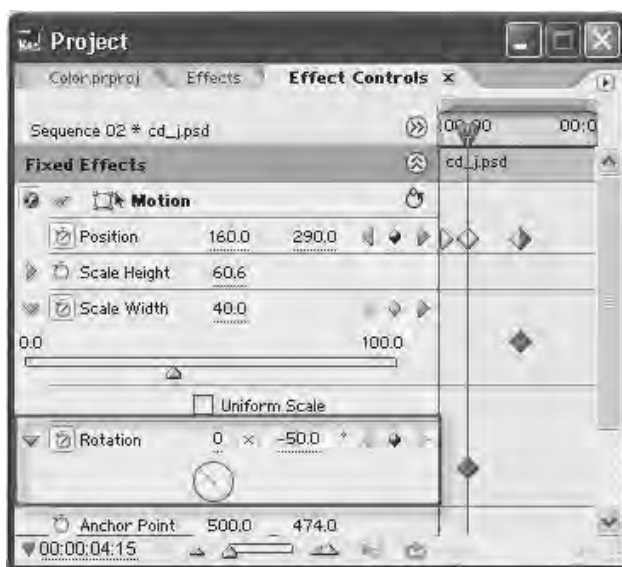 Project
Color.prproj Effects Effect Controls x
Sequence 02 * cd_j.psd 00:0
Fixed Effects cd_j.psd
Motion
Position 160.0 290.0
Scale Height 60.6
Scale Width 40.0
0.0 100.0
Uniform Scale
Rotation 0 x -50.0 °
Anchor Point 500.0 474.0
00:00:04:15